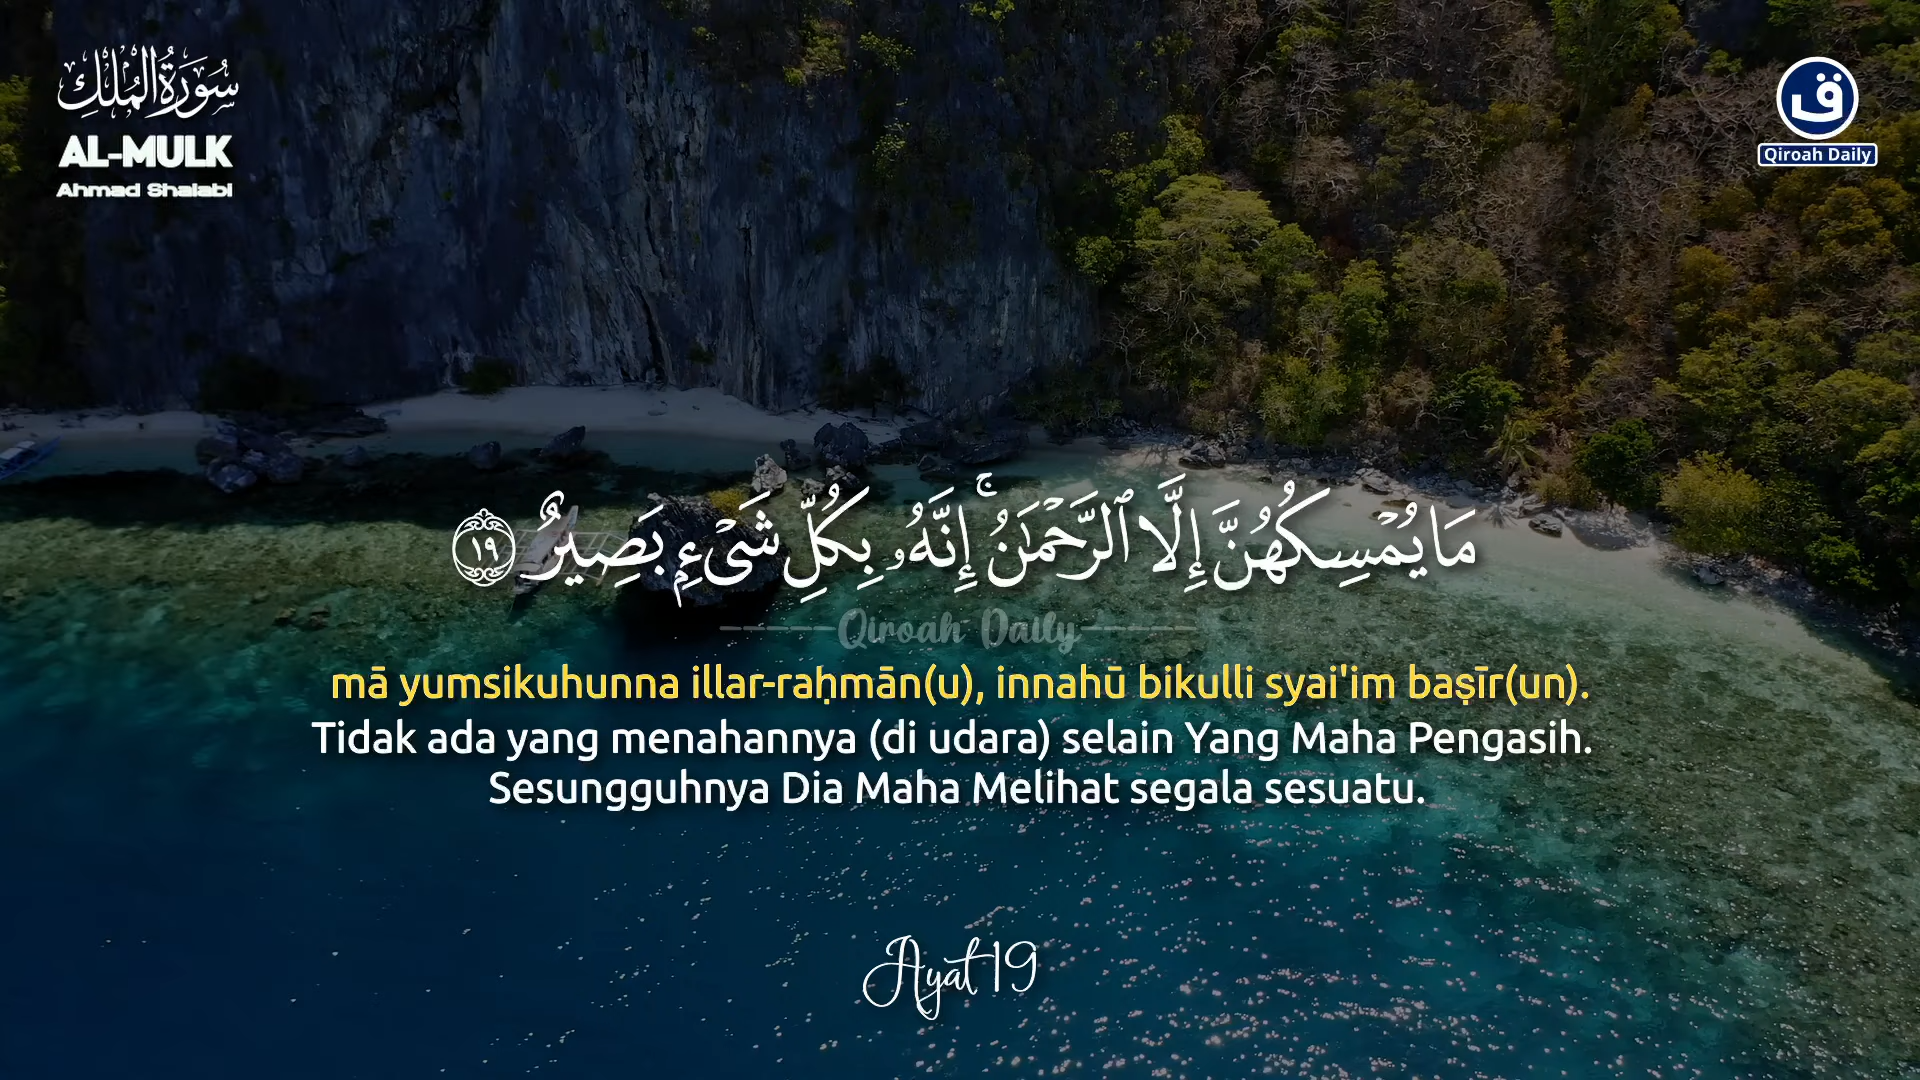 سُورَةُ الْمُلْكِ
AL-MULK
Ahmad Shalabi
ق
Qiroah Daily
مَا يُمْسِكُهُنَّ إِلَّا ٱلرَّحْمَـٰنُ ۚ إِنَّهُۥ بِكُلِّ شَىْءٍۭ بَصِيرٌ ١٩
Qiroah Daily
mā yumsikuhunna illar-raḥmān(u), innahū bikulli syai'im baṣīr(un).
Tidak ada yang menahannya (di udara) selain Yang Maha Pengasih.
Sesungguhnya Dia Maha Melihat segala sesuatu.
Ayat 19